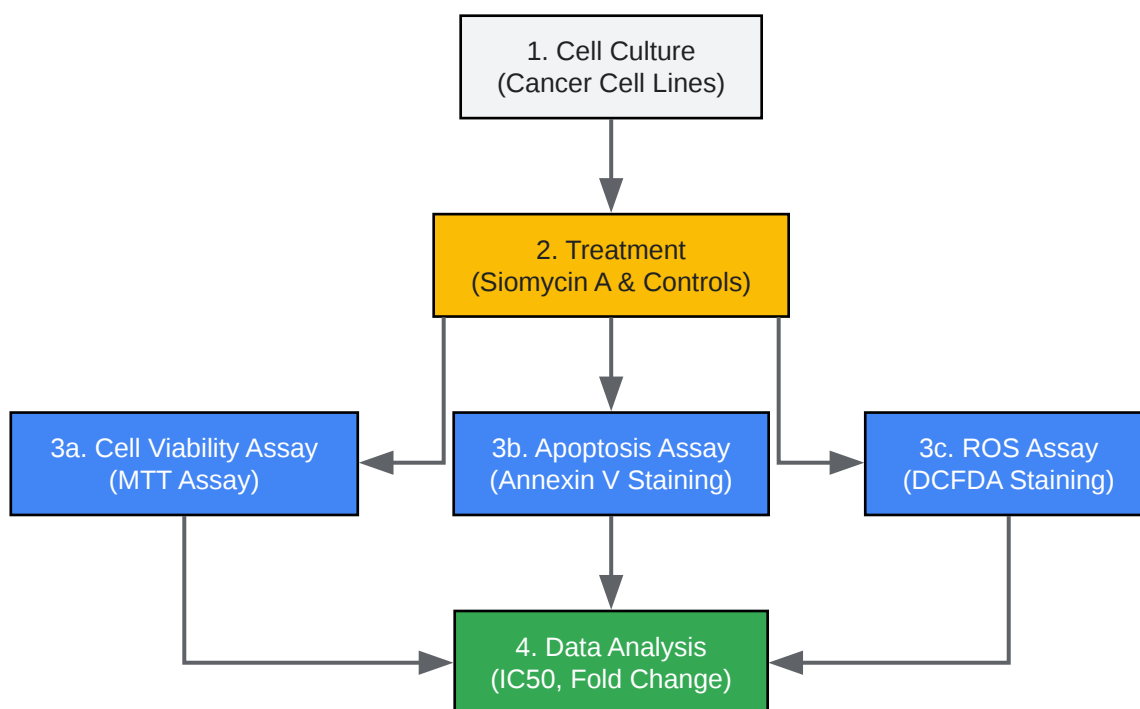 1. Cell Culture
(Cancer Cell Lines)
2. Treatment
(Siomycin A & Controls)
3a. Cell Viability Assay
(MTT Assay)
3b. Apoptosis Assay
(Annexin V Staining)
3c. ROS Assay
(DCFDA Staining)
4. Data Analysis
(IC50, Fold Change)